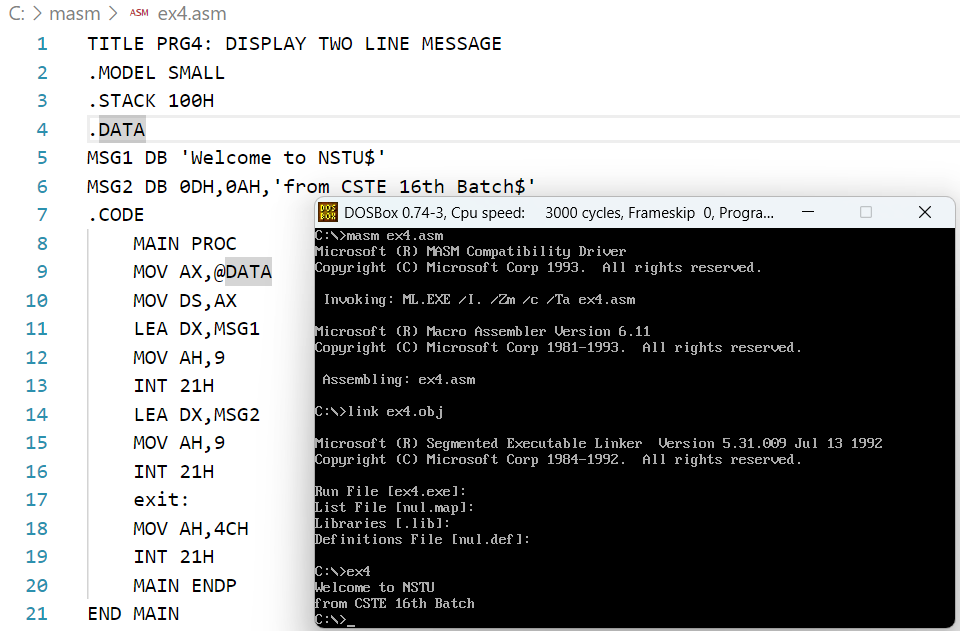 C: > masm > ASM ex4.asm
1 TITLE PRG4: DISPLAY TWO LINE MESSAGE
2 .MODEL SMALL
3 .STACK 100H
4 .DATA
5 MSG1 DB 'Welcome to NSTU$'
6 MSG2 DB 0DH,0AH,'from CSTE 16th Batch$'
7 .CODE
8 MAIN PROC
9 MOV AX,@DATA
10 MOV DS,AX
11 LEA DX,MSG1
12 MOV AH,9
13 INT 21H
14 LEA DX,MSG2
15 MOV AH,9
16 INT 21H
17 exit:
18 MOV AH,4CH
19 INT 21H
20 MAIN ENDP
21 END MAIN
DOS BOX DOSBox 0.74-3, Cpu speed: 3000 cycles, Frameskip 0, Progra...
C:\>masm ex4.asm
Microsoft (R) MASM Compatibility Driver
Copyright (C) Microsoft Corp 1993. All rights reserved.
Invoking: ML.EXE /I. /Zm /c /Ta ex4.asm
Microsoft (R) Macro Assembler Version 6.11
Copyright (C) Microsoft Corp 1981-1993. All rights reserved.
Assembling: ex4.asm
C:\>link ex4.obj
Microsoft (R) Segmented Executable Linker Version 5.31.009 Jul 13 1992
Copyright (C) Microsoft Corp 1984-1992. All rights reserved.
Run File [ex4.exe]:
List File [nul.map]:
Libraries [.lib]:
Definitions File [nul.def]:
C:\>ex4
Welcome to NSTU
from CSTE 16th Batch
C:\>_